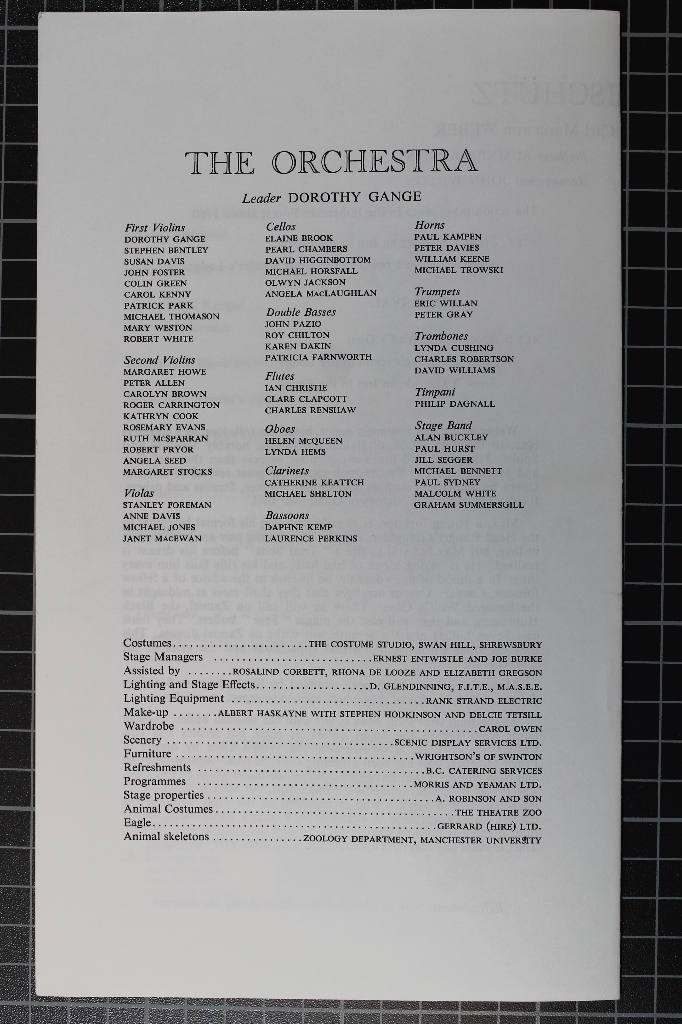 THE ORCHESTRA
Leader DOROTHY GANGE
First Violins
DOROTHY GANGE
STEPHEN BENTLEY
SUSAN DAVIS
JOHN FOSTER
COLIN GREEN
CAROL KENNY
PATRICK PARK
MICHAEL THOMASON
MARY WESTON
ROBERT WHITE
Second Violins
MARGARET HOWE
PETER ALLEN
CAROLYN BROWN
ROGER CARRINGTON
KATHRYN COOK
ROSEMARY EVANS
RUTH McSPARRAN
ROBERT PRYOR
ANGELA SEED
MARGARET STOCKS
Violas
STANLEY FOREMAN
ANNE DAVIS
MICHAEL JONES
JANET MacEWAN
Cellos
ELAINE BROOK
PEARL CHAMBERS
DAVID HIGGINBOTTOM
MICHAEL HORSFALL
OLWYN JACKSON
ANGELA MacLAUGHLAN
Double Basses
JOHN PAZIO
ROY CHILTON
KAREN DAKIN
PATRICIA FARNWORTH
Flutes
IAN CHRISTIE
CLARE CLAPCOTT
CHARLES RENSHAW
Oboes
HELEN McQUEEN
LYNDA HEMS
Clarinets
CATHERINE KEATTCH
MICHAEL SHELTON
Bassoons
DAPHNE KEMP
LAURENCE PERKINS
Horns
PAUL KAMPEN
PETER DAVIES
WILLIAM KEENE
MICHAEL TROWSKI
Trumpets
ERIC WILLAN
PETER GRAY
Trombones
LYNDA CUSHING
CHARLES ROBERTSON
DAVID WILLIAMS
Timpani
PHILIP DAGNALL
Stage Band
ALAN BUCKLEY
PAUL HURST
JILL SEGGER
MICHAEL BENNETT
PAUL SYDNEY
MALCOLM WHITE
GRAHAM SUMMERSGILL
Costumes.......................THE COSTUME STUDIO, SWAN HILL, SHREWSBURY
Stage Managers ...........................ERNEST ENTWISTLE AND JOE BURKE
Assisted by ........ROSALIND CORBETT, RHONA DE LOOZE AND ELIZABETH GREGSON
Lighting and Stage Effects...................D. GLENDINNING, F.I.T.E., M.A.S.E.E.
Lighting Equipment .................................RANK STRAND ELECTRIC
Make-up ........ALBERT HASKAYNE WITH STEPHEN HODKINSON AND DELCIE TETSILL
Wardrobe ..................................................CAROL OWEN
Scenery ......................................SCENIC DISPLAY SERVICES LTD.
Furniture .............................................WRIGHTSON'S OF SWINTON
Refreshments .......................................B.C. CATERING SERVICES
Programmes ......................................MORRIS AND YEAMAN LTD.
Stage properties .......................................A. ROBINSON AND SON
Animal Costumes.........................................THE THEATRE ZOO
Eagle................................................GERRARD (HIRE) LTD.
Animal skeletons ...............ZOOLOGY DEPARTMENT, MANCHESTER UNIVERSITY